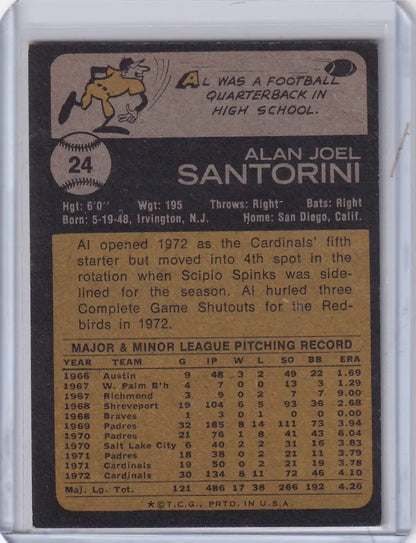 AL WAS A FOOTBALL
QUARTERBACK IN
HIGH SCHOOL.
24
ALAN JOEL
SANTORINI
Hgt: 6'0" Wgt: 195 Throws: Right Bats: Right
Born: 5-19-48, Irvington, N.J. Home: San Diego, Calif.
Al opened 1972 as the Cardinals' fifth
starter but moved into 4th spot in the
rotation when Scipio Spinks was side-
lined for the season. Al hurled three
Complete Game Shutouts for the Red-
birds in 1972.
MAJOR & MINOR LEAGUE PITCHING RECORD
YEAR TEAM G IP W L SO BB ERA
1966 Austin 9 48 3 2 49 22 1.69
1967 W. Palm B'h 4 7 0 0 13 3 1.29
1967 Richmond 3 9 0 2 7 7 9.00
1968 Shreveport 19 104 6 5 93 36 2.68
1968 Braves 1 3 0 1 0 0 0.00
1969 Padres 32 185 8 14 111 73 3.94
1970 Padres 21 76 1 8 41 43 6.04
1970 Salt Lake City 6 40 2 2 31 16 3.83
1971 Padres 18 38 0 2 21 11 3.79
1971 Cardinals 19 50 0 2 21 19 3.78
1972 Cardinals 30 134 8 11 72 46 4.10
Maj. Lg. Tot. 121 486 17 38 266 192 4.26
*©T.C.G., PRTD. IN U.S.A.